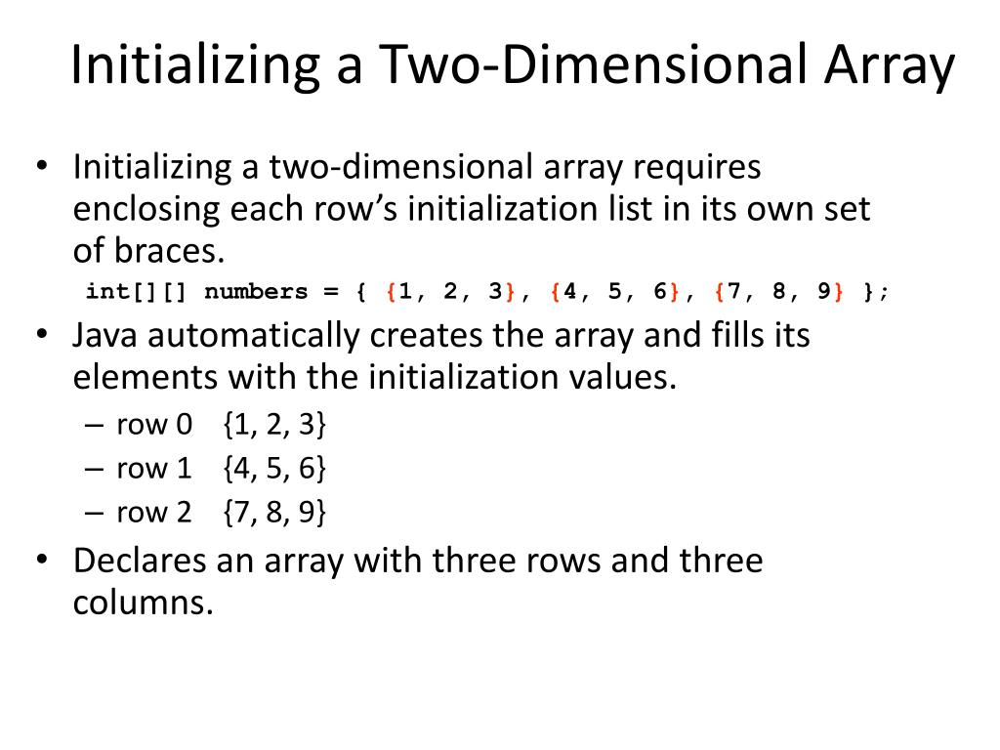 Initializing a Two-Dimensional Array
• Initializing a two-dimensional array requires
enclosing each row’s initialization list in its own set
of braces.
int[][] numbers = { {1, 2, 3}, {4, 5, 6}, {7, 8, 9} };
• Java automatically creates the array and fills its
elements with the initialization values.
– row 0 {1, 2, 3}
– row 1 {4, 5, 6}
– row 2 {7, 8, 9}
• Declares an array with three rows and three
columns.